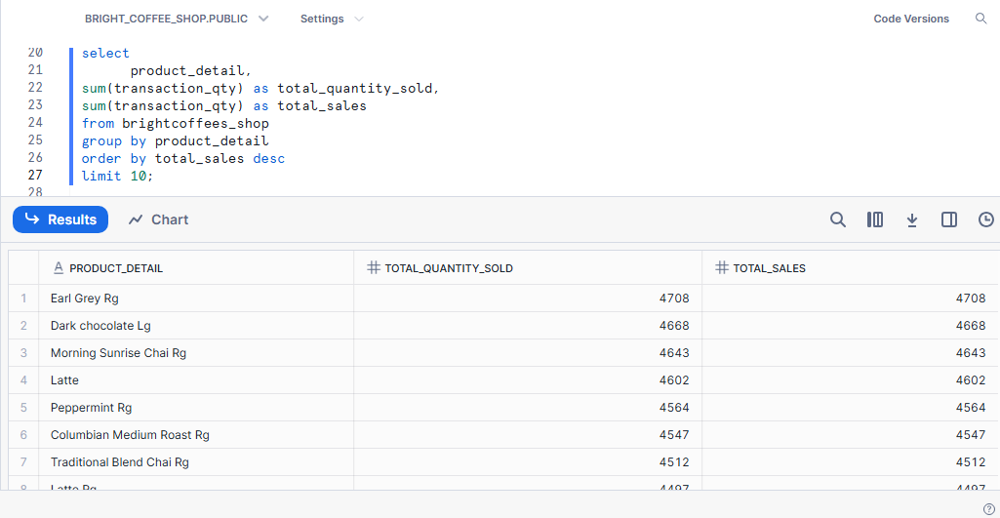 BRIGHT_COFFEE_SHOP.PUBLIC Settings Code Versions
20 select
21 product_detail,
22 sum(transaction_qty) as total_quantity_sold,
23 sum(transaction_qty) as total_sales
24 from brightcoffees_shop
25 group by product_detail
26 order by total_sales desc
27 limit 10;
28
Results Chart
PRODUCT_DETAIL TOTAL_QUANTITY_SOLD TOTAL_SALES
1 Earl Grey Rg 4708 4708
2 Dark chocolate Lg 4668 4668
3 Morning Sunrise Chai Rg 4643 4643
4 Latte 4602 4602
5 Peppermint Rg 4564 4564
6 Columbian Medium Roast Rg 4547 4547
7 Traditional Blend Chai Rg 4512 4512
8 Latte Rg 4497 4497